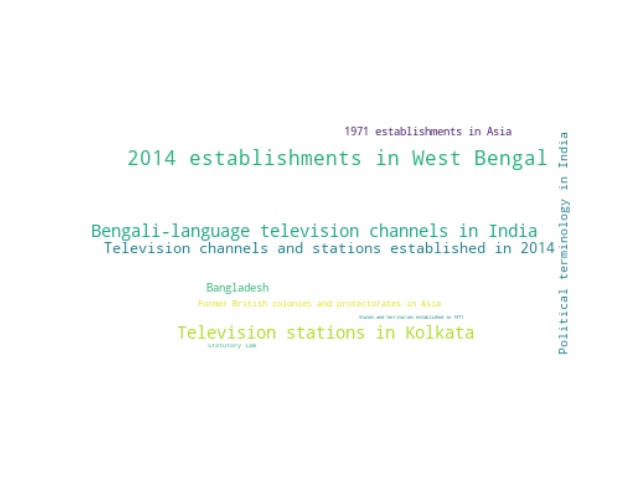 1971 establishments in Asia
2014 establishments in West Bengal
Political terminology in India
Bengali-language television channels in India
Television channels and stations established in 2014
Bangladesh
Former British colonies and protectorates in Asia
States and territories established in 1971
Television stations in Kolkata
Statutory law